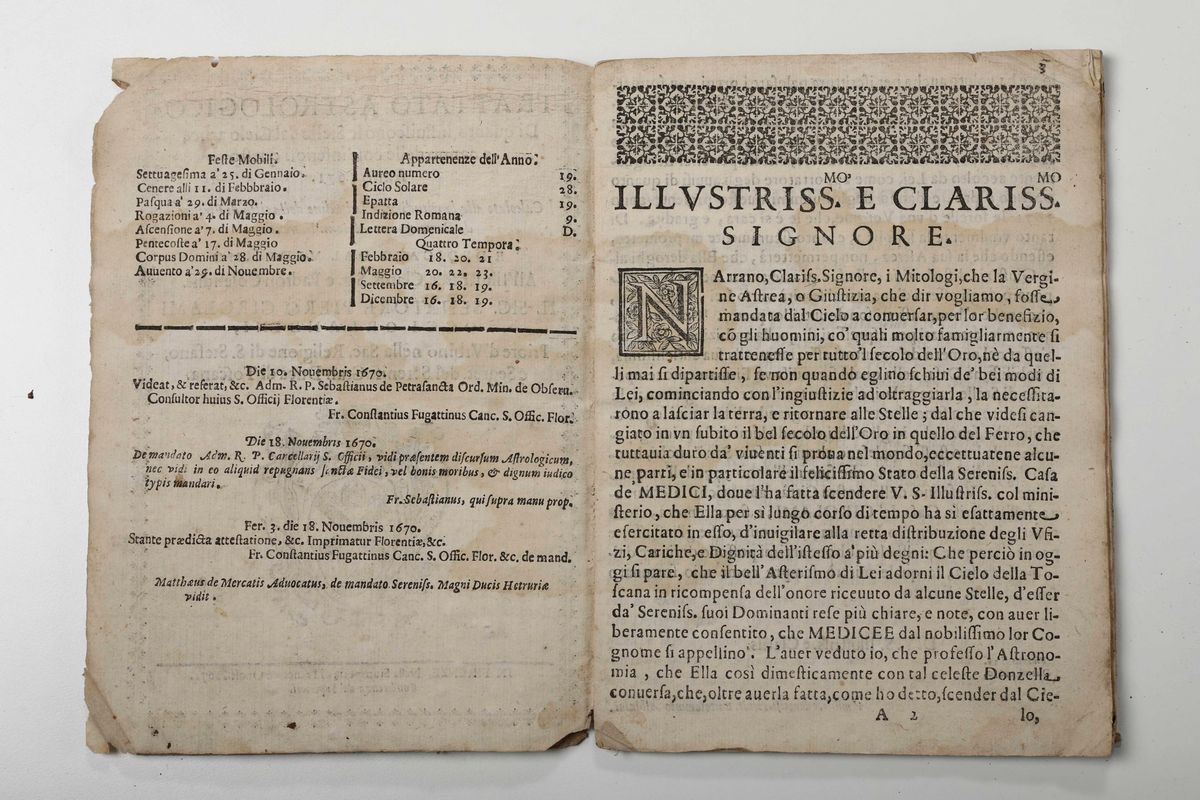 Feste Mobili.
Settuagesima a' 25. di Gennaio.
Cenere alli 11. di Febbbraio.
Pasqua a' 29. di Marzo.
Rogazioni a' 4. di Maggio.
Ascensione a' 7. di Maggio.
Pentecoste a' 17. di Maggio
Corpus Domini a' 28. di Maggio.
Auuento a' 29. di Nouembre.
Appartenenze dell'Anno.
Aureo numero 19.
Ciclo Solare 28.
Epatta 19.
Indizione Romana 9.
Lettera Domenicale D.
Quattro Tempora.
Febbraio 18. 20. 21
Maggio 20. 22. 23.
Settembre 16. 18. 19.
Dicembre 16. 18. 19.
Die 10. Nouembris 1670.
Videat, & referat, &c. Adm. R. P. Sebastianus de Petrasancta Ord. Min. de Obseru.
Consultor huius S. Officij Florentiæ.
Fr. Constantius Fugattinus Canc. S. Offic. Flor.
Die 18. Nouembris 1670.
De mandato Adm. R. P. Cancellarij S. Officii, vidi præsentem discursum Astrologicum,
nec vidi in eo aliquid repugnans sanctæ Fidei, vel bonis moribus, & dignum iudico
typis mandari.
Fr. Sebastianus, qui supra manu prop.
Fer. 3. die 18. Nouembris 1670.
Stante prædicta attestatione, &c. Imprimatur Florentiæ, &c.
Fr. Constantius Fugattinus Canc. S. Offic. Flor. &c. de mand.
Matthæus de Mercatis Aduocatus, de mandato Sereniss. Magni Ducis Hetruriæ
vidit.
3
ILLVSTRISS.MO E CLARISS.MO
SIGNORE.
NArrano, Clariss. Signore, i Mitologi, che la Vergi-
ne Astrea, o Giustizia, che dir vogliamo, fosse
mandata dal Cielo a conuersar, per lor benefizio,
cō gli huomini, co' quali molto famigliarmente si
trattenesse per tutto'l secolo dell'Oro, nè da quel-
li mai si dipartisse, se non quando eglino schiui de' bei modi di
Lei, cominciando con l'ingiustizie ad oltraggiarla, la necessita-
rono a lasciar la terra, e ritornare alle Stelle; dal che videsi can-
giato in vn subito il bel secolo dell'Oro in quello del Ferro, che
tuttauia duro da' viuenti si proua nel mondo, eccettuatene alcu-
ne parti, e in particolare il felicissimo Stato della Sereniss. Casa
de MEDICI, doue l'ha fatta scendere V. S. Illustriss. col mini-
sterio, che Ella per si lungo corso di tempo ha sì esattamente
esercitato in esso, d'inuigilare alla retta distribuzione degli Vfi-
zi, Cariche, e Dignità dell'istesso a' più degni: Che perciò in og-
gi si pare, che il bell'Asterismo di Lei adorni il Cielo della To-
scana in ricompensa dell'onore riceuuto da alcune Stelle, d'esser
da' Sereniss. suoi Dominanti rese più chiare, e note, con auer li-
beramente consentito, che MEDICEE dal nobilissimo lor Co-
gnome si appellino. L'auer veduto io, che professo l'Astrono-
mia, che Ella così dimesticamente con tal celeste Donzella
conuersa, che, oltre auerla fatta, come ho detto, scender dal Cie-
A 2 lo,